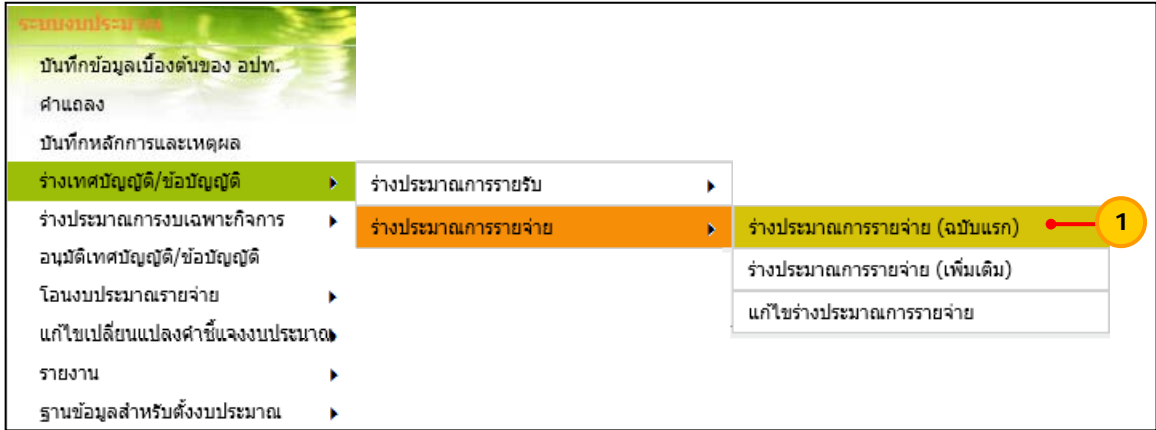 ระบบงบประมาณ
บันทึกข้อมูลเบื้องต้นของ อปท.
คำแถลง
บันทึกหลักการและเหตุผล
ร่างเทศบัญญัติ/ข้อบัญญัติ
ร่างประมาณการรายรับ
ร่างประมาณการงบเฉพาะกิจการ
ร่างประมาณการรายจ่าย
ร่างประมาณการรายจ่าย (ฉบับแรก)
1
อนุมัติเทศบัญญัติ/ข้อบัญญัติ
ร่างประมาณการรายจ่าย (เพิ่มเติม)
โอนงบประมาณรายจ่าย
แก้ไขร่างประมาณการรายจ่าย
แก้ไขเปลี่ยนแปลงคำชี้แจงงบประมาณ
รายงาน
ฐานข้อมูลสำหรับตั้งงบประมาณ